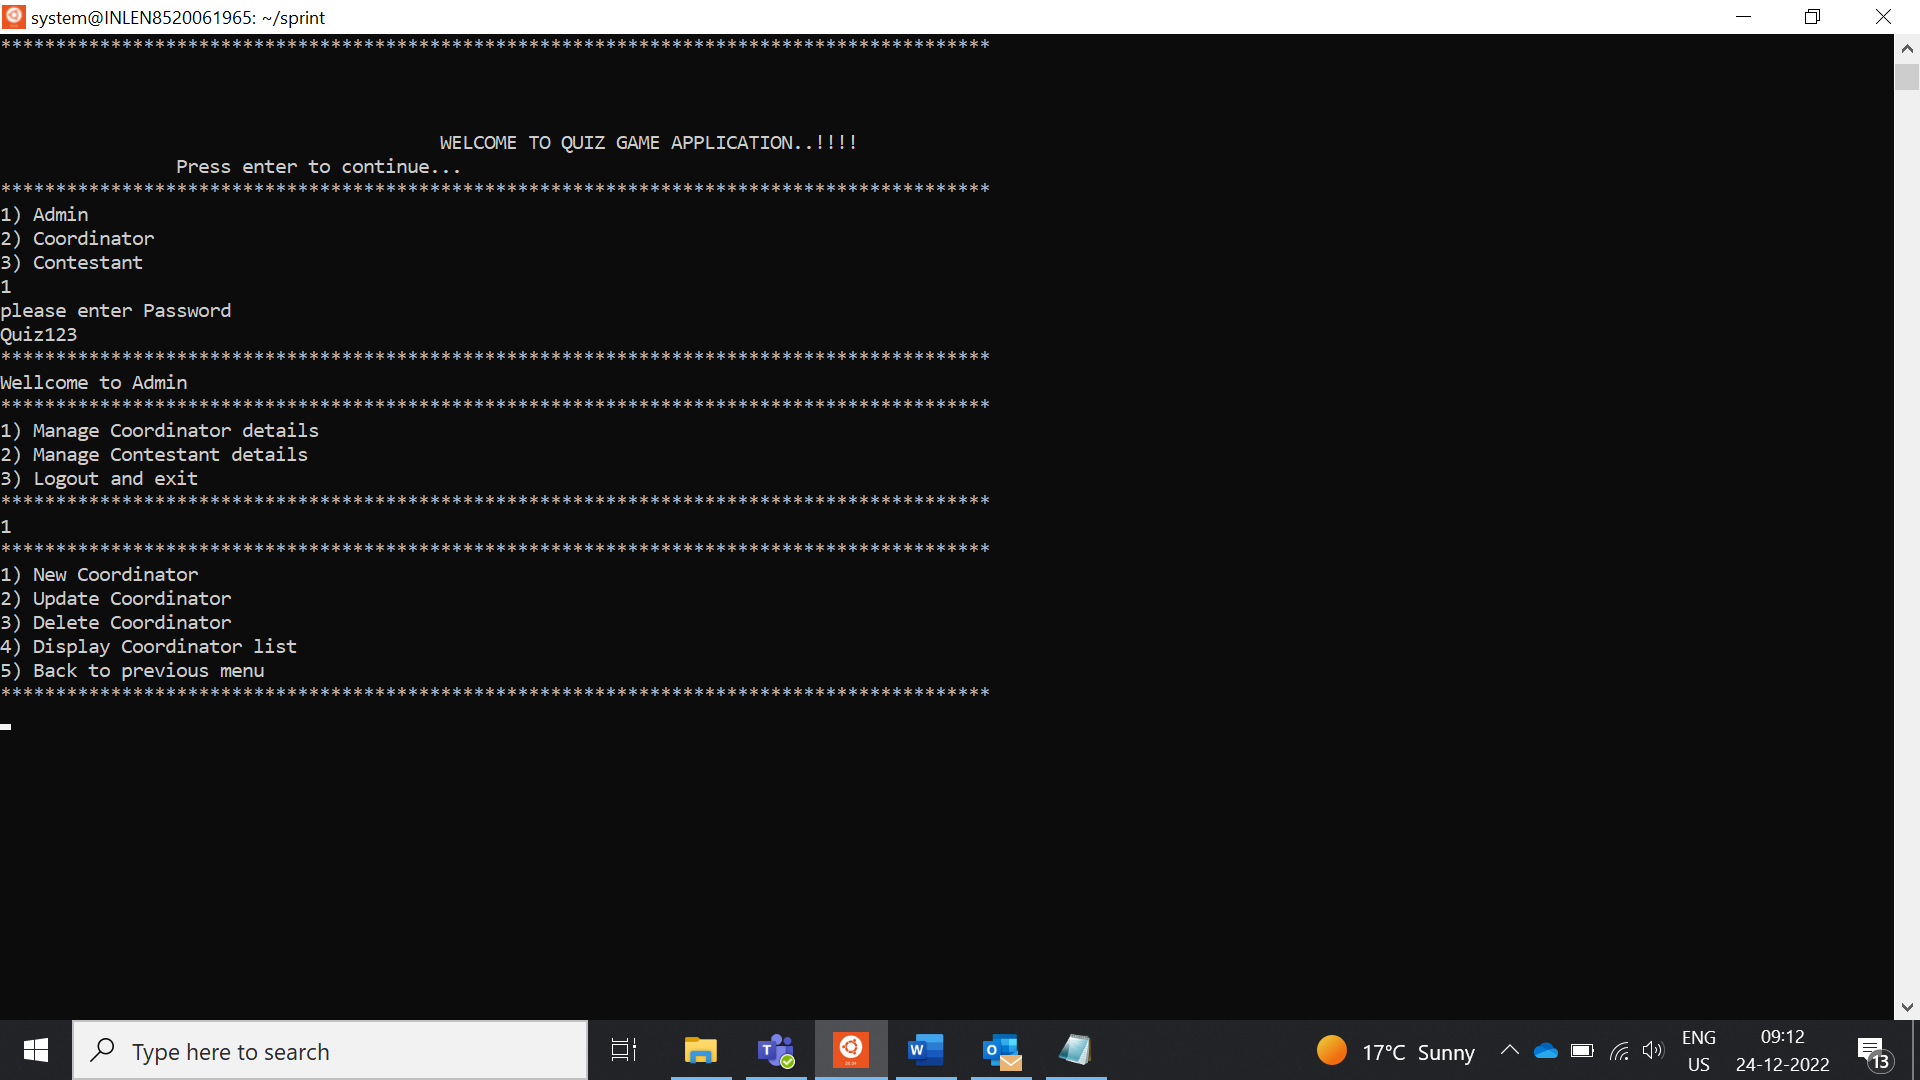 system@INLEN8520061965: ~/sprint
******************************************************************************************
WELCOME TO QUIZ GAME APPLICATION..!!!!
Press enter to continue...
******************************************************************************************
1) Admin
2) Coordinator
3) Contestant
1
please enter Password
Quiz123
******************************************************************************************
Wellcome to Admin
******************************************************************************************
1) Manage Coordinator details
2) Manage Contestant details
3) Logout and exit
******************************************************************************************
1
******************************************************************************************
1) New Coordinator
2) Update Coordinator
3) Delete Coordinator
4) Display Coordinator list
5) Back to previous menu
******************************************************************************************
Type here to search
17°C Sunny
ENG
US
09:12
24-12-2022
13